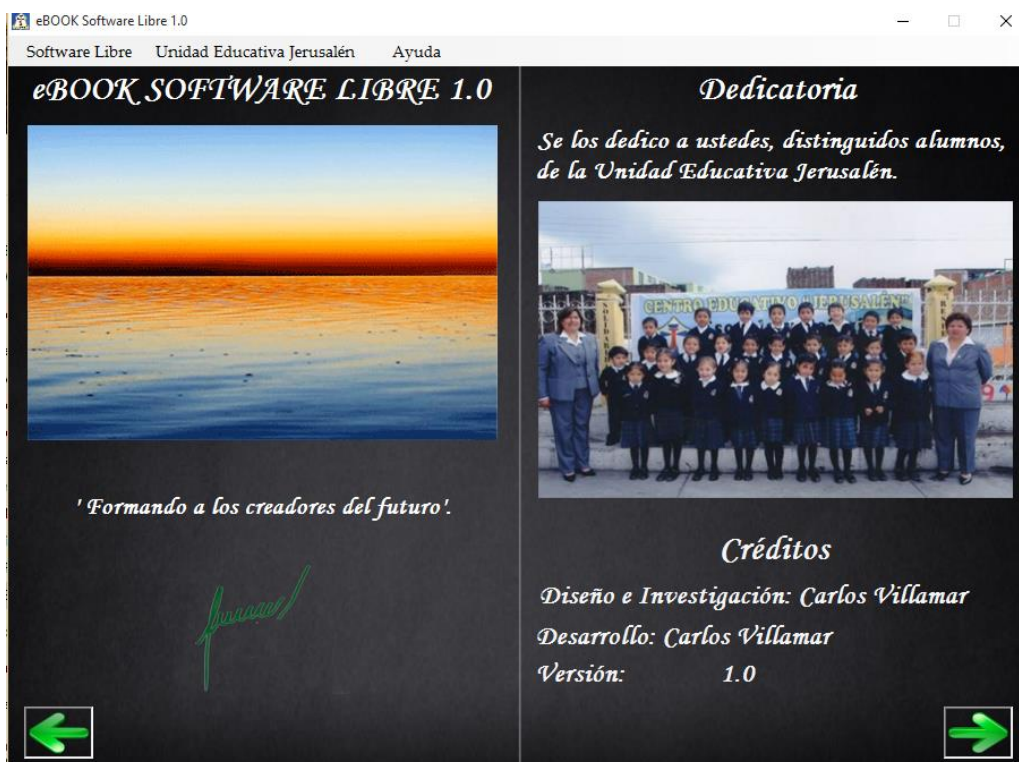 eBOOK Software Libre 1.0
Software Libre Unidad Educativa Jerusalén Ayuda
eBOOK SOFTWARE LIBRE 1.0
' Formando a los creadores del futuro'.
Dedicatoria
Se los dedico a ustedes, distinguidos alumnos,
de la Unidad Educativa Jerusalén.
CENTRO EDUCATIVO "JERUSALÉN"
SOLIDARIDAD
Créditos
Diseño e Investigación: Carlos Villamar
Desarrollo: Carlos Villamar
Versión: 1.0